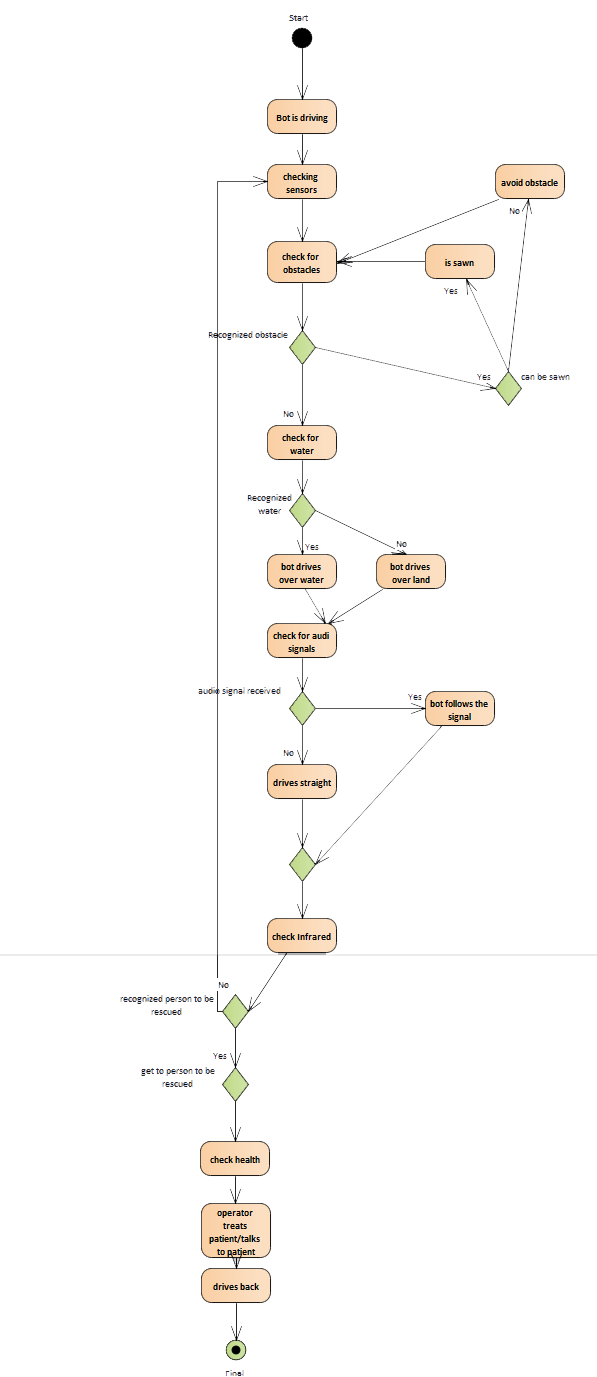 Start
Bot is driving
checking
sensors
avoid obstacle
No
check for
obstacles
is sawn
Yes
Recognized obstacle
Yes
can be sawn
No
check for
water
Recognized
water
Yes
No
bot drives
over water
bot drives
over land
check for audi
signals
audio signal received
Yes
bot follows the
signal
No
drives straight
check Infrared
No
recognized person to be
rescued
Yes
get to person to be
rescued
check health
operator
treats
patient/talks
to patient
drives back
Final